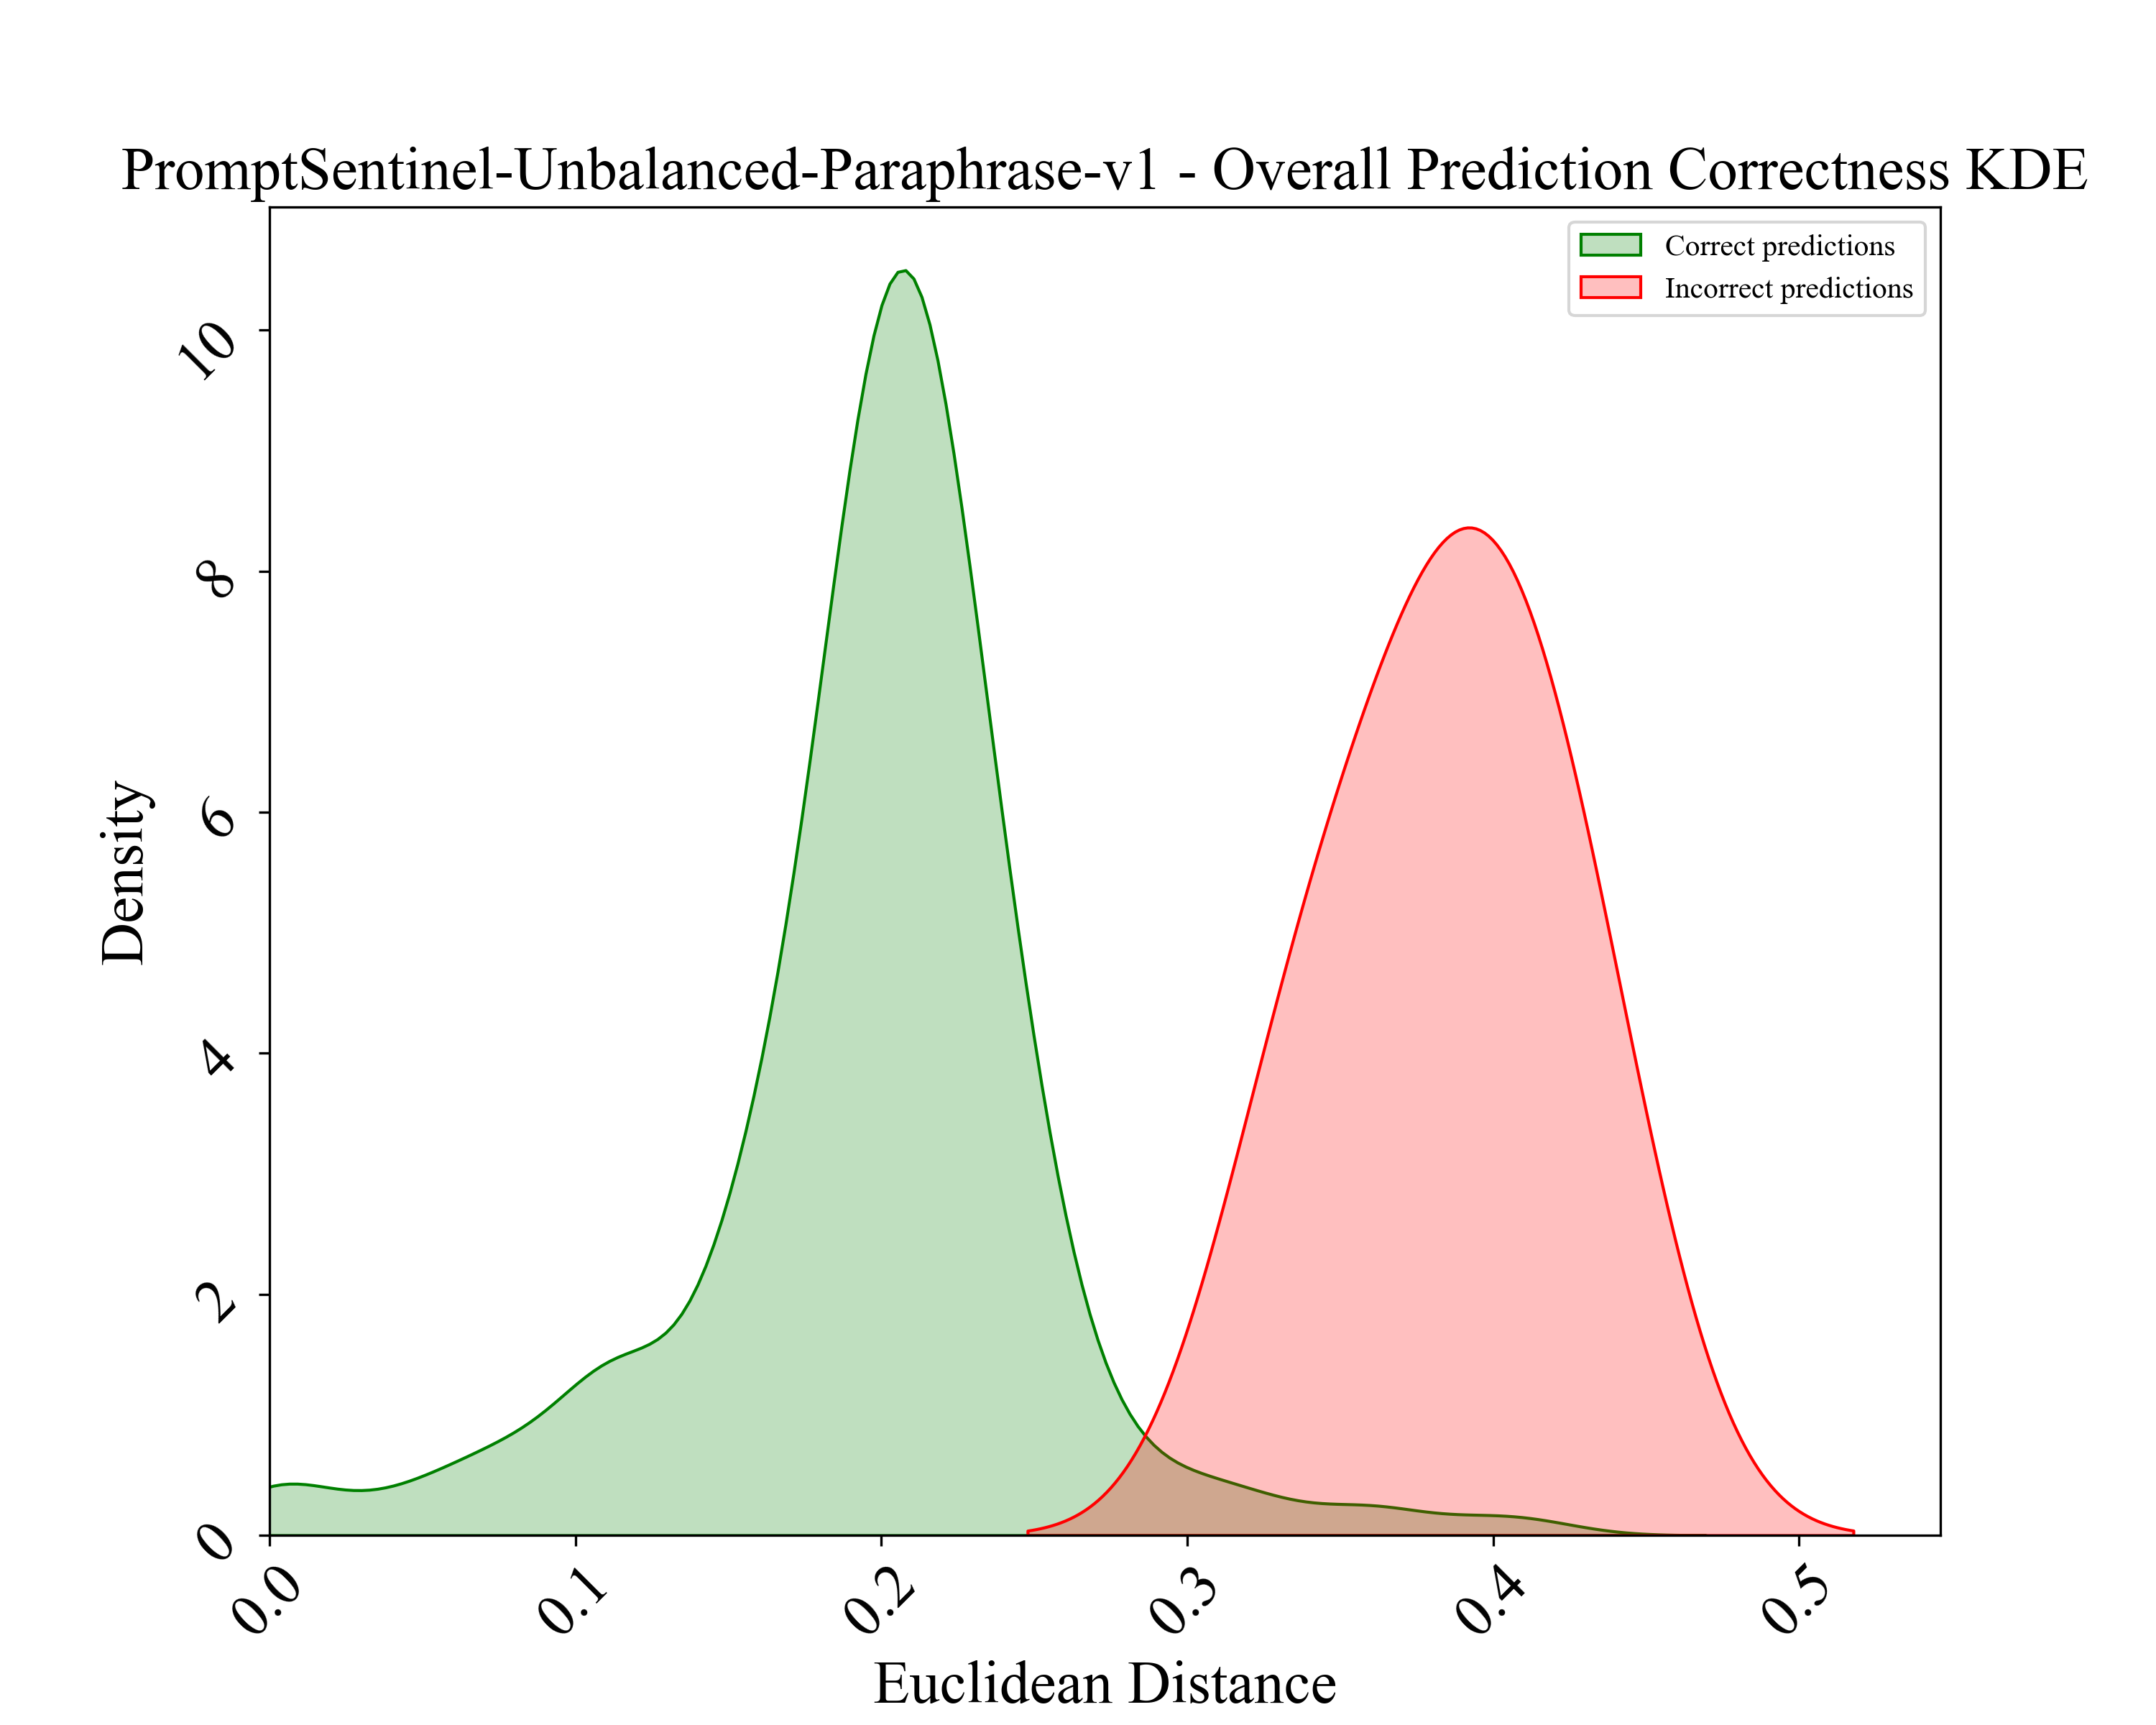 PromptSentinel-Unbalanced-Paraphrase-v1 - Overall Prediction Correctness KDE
Correct predictions
Incorrect predictions
10
8
6
4
2
0
Density
0.0
0.1
0.2
0.3
0.4
0.5
Euclidean Distance